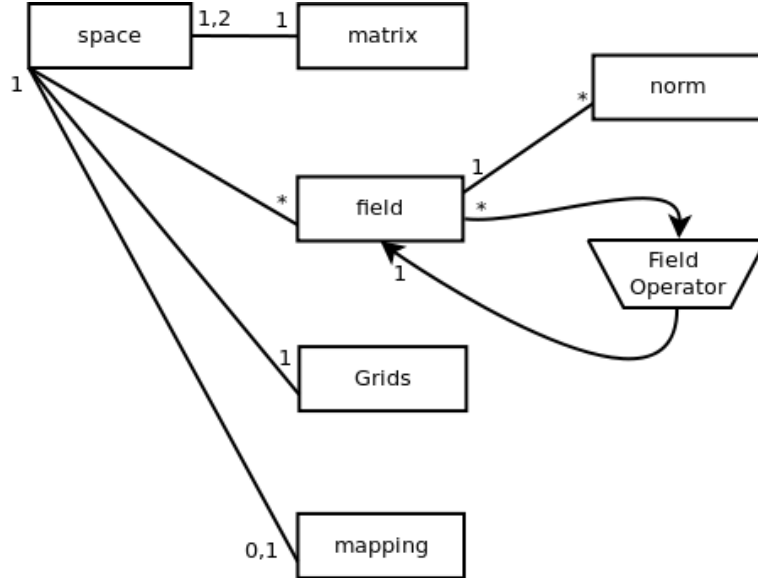 space
1,2
1
matrix
1
norm
*
1
*
field
*
1
Field
Operator
1
Grids
0,1
mapping